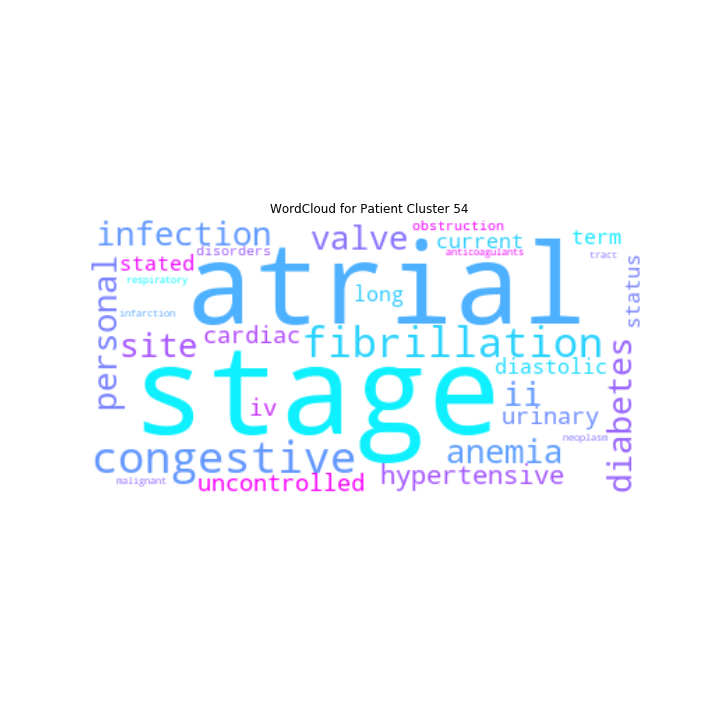 WordCloud for Patient Cluster 54
infection
valve
obstruction
current
term
disorders
anticoagulants
tract
stated
respiratory
atrial
long
status
personal
infarction
site
cardiac
fibrillation
diastolic
stage
iv
ii
urinary
diabetes
congestive
anemia
neoplasm
malignant
uncontrolled
hypertensive